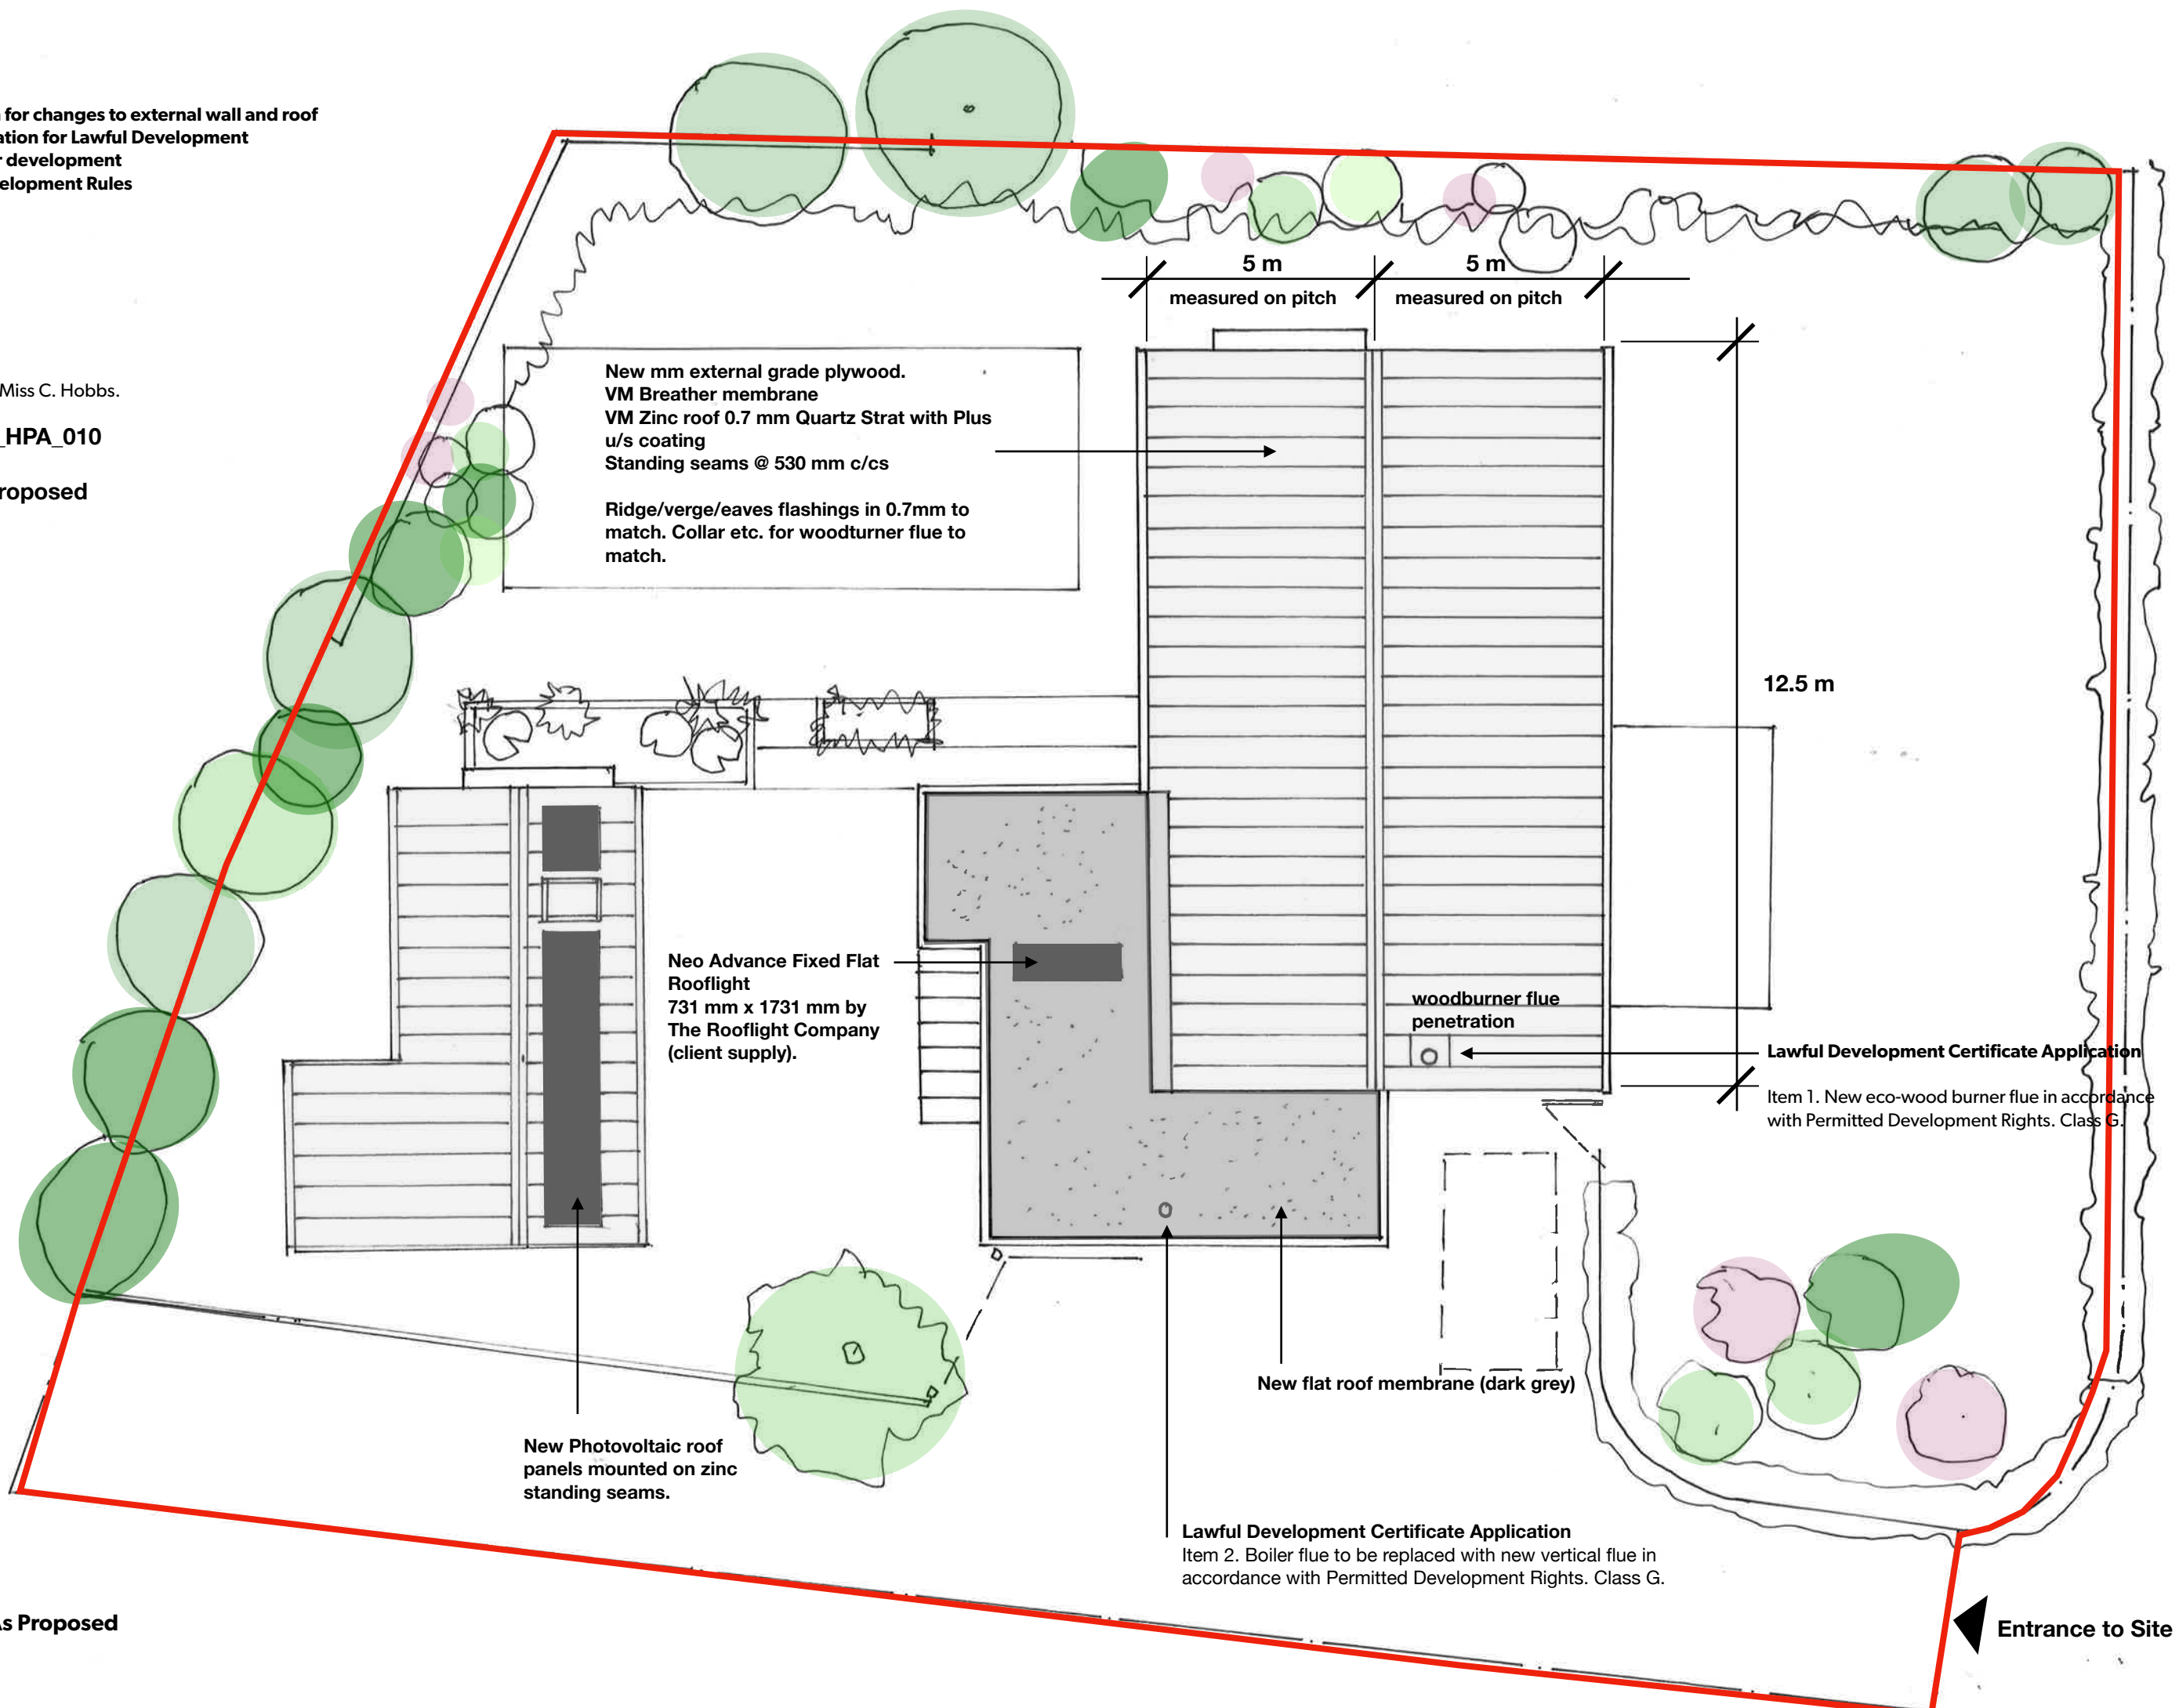 for changes to external wall and roof
ation for Lawful Development
development
elopment Rules
Miss C. Hobbs.
_HPA_010
roposed
5 m
5 m
measured on pitch
measured on pitch
New mm external grade plywood.
VM Breather membrane
VM Zinc roof 0.7 mm Quartz Strat with Plus
u/s coating
Standing seams @ 530 mm c/cs
Ridge/verge/eaves flashings in 0.7mm to
match. Collar etc. for woodturner flue to
match.
12.5 m
Neo Advance Fixed Flat
Rooflight
731 mm x 1731 mm by
The Rooflight Company
(client supply).
woodburner flue
penetration
Lawful Development Certificate Application
Item 1. New eco-wood burner flue in accordance
with Permitted Development Rights. Class G.
New flat roof membrane (dark grey)
New Photovoltaic roof
panels mounted on zinc
standing seams.
Lawful Development Certificate Application
Item 2. Boiler flue to be replaced with new vertical flue in
accordance with Permitted Development Rights. Class G.
As Proposed
Entrance to Site